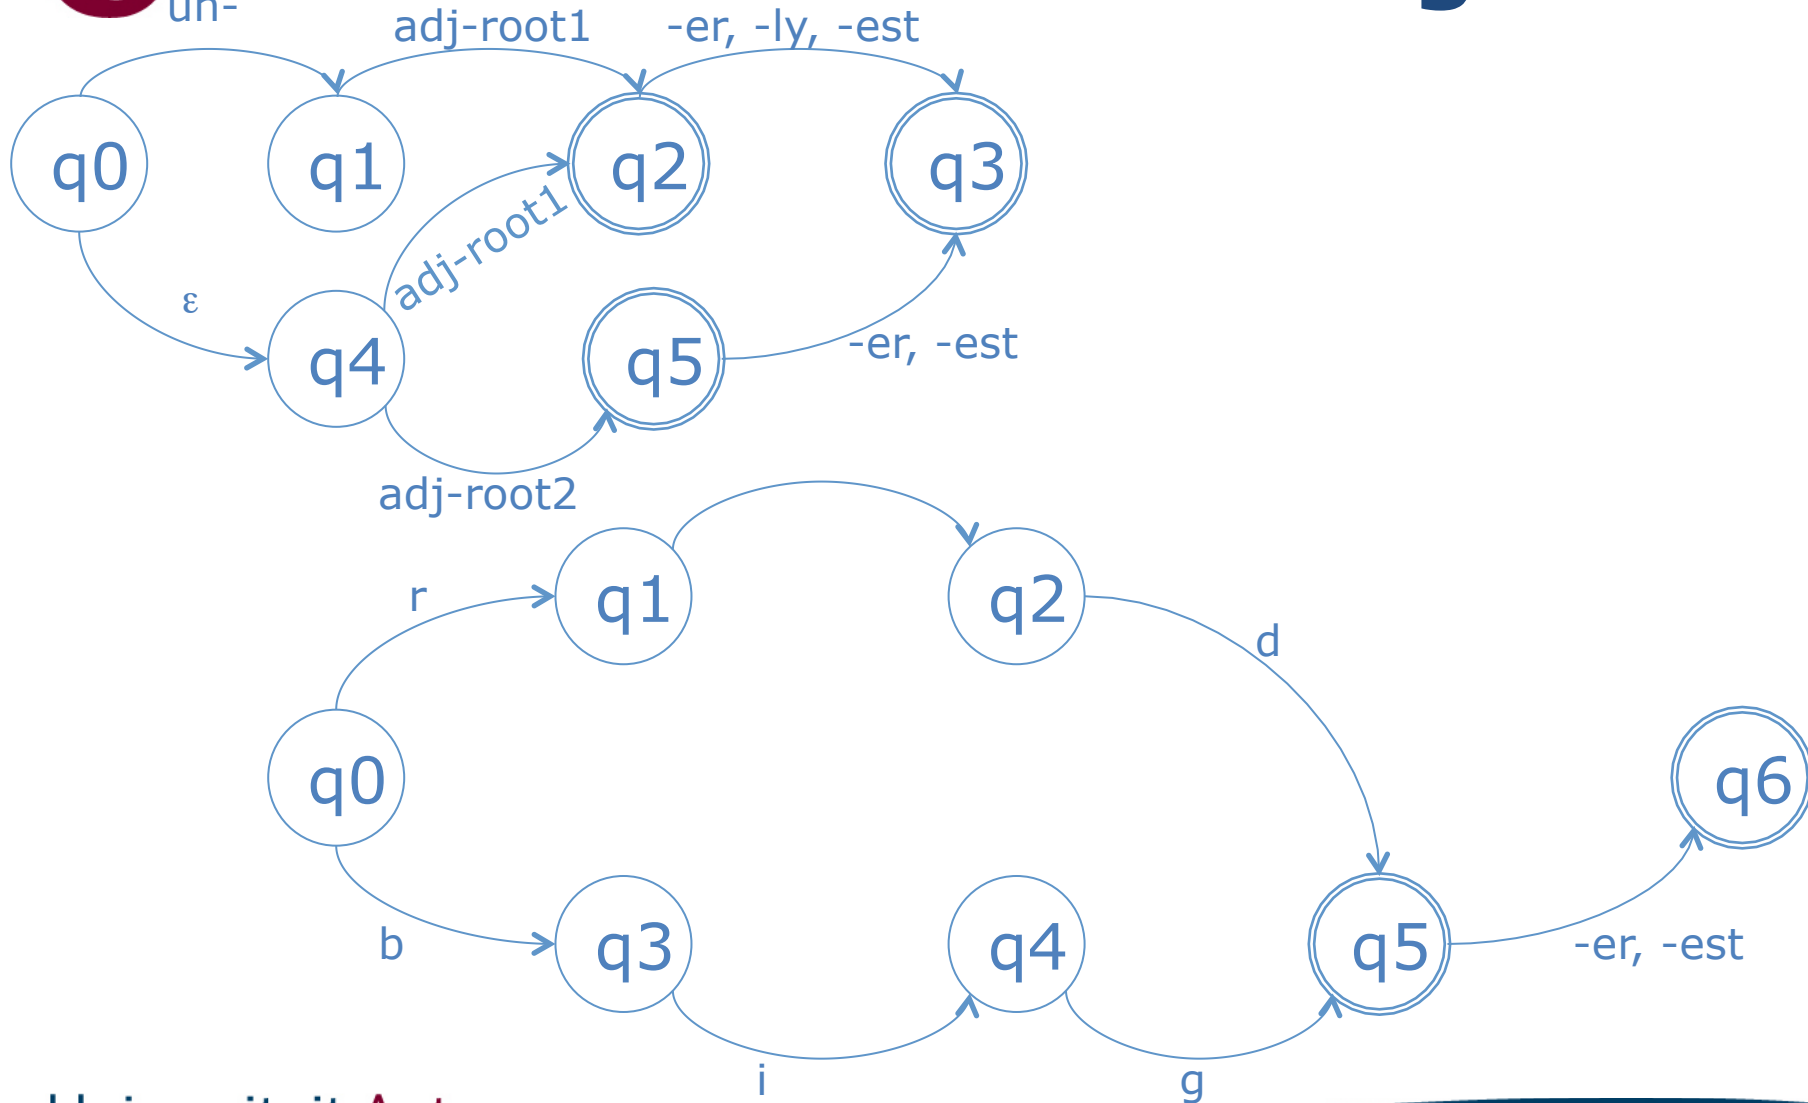 un-
adj-root1
-er, -ly, -est
q0
q1
q2
q3
adj-root1
ε
q4
q5
-er, -est
adj-root2
q1
q2
r
d
q0
q6
b
q3
q4
q5
-er, -est
i
g